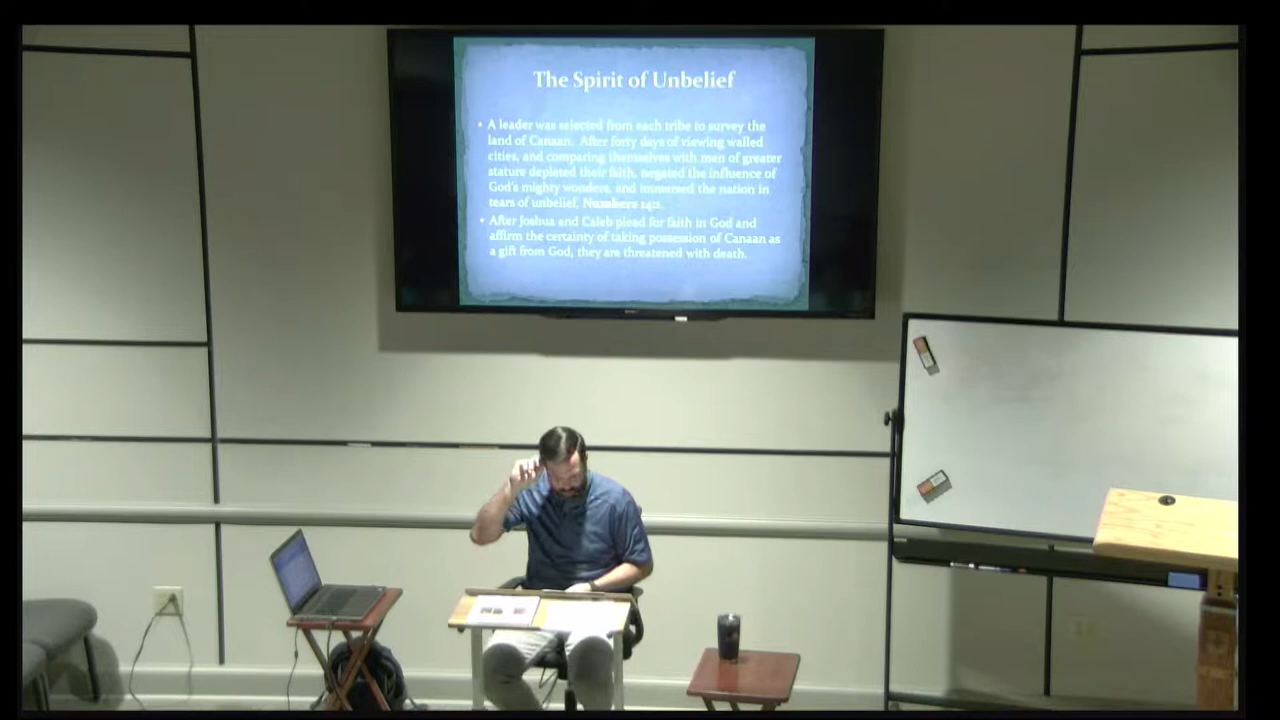 The Spirit of Unbelief
• A leader was selected from each tribe to survey the
land of Canaan. After forty days of viewing walled
cities, and comparing themselves with men of greater
stature depleted their faith, negated the influence of
God's mighty wonders, and immersed the nation in
tears of unbelief, Numbers 14:1.
• After Joshua and Caleb plead for faith in God and
affirm the certainty of taking possession of Canaan as
a gift from God, they are threatened with death.